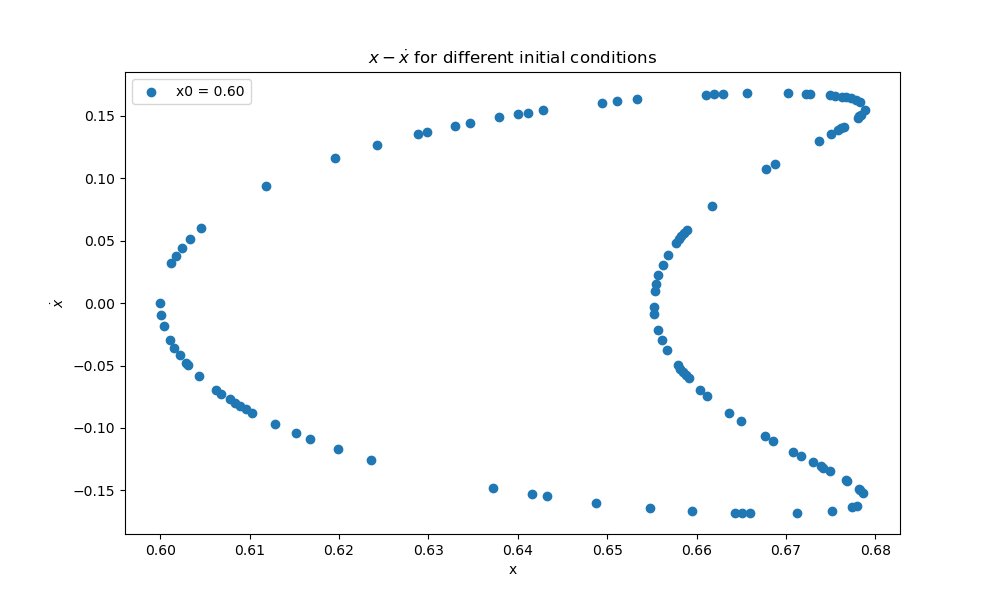 x − ẋ for different initial conditions
x0 = 0.60
ẋ
0.15
0.10
0.05
0.00
−0.05
−0.10
−0.15
0.60 0.61 0.62 0.63 0.64 0.65 0.66 0.67 0.68
x